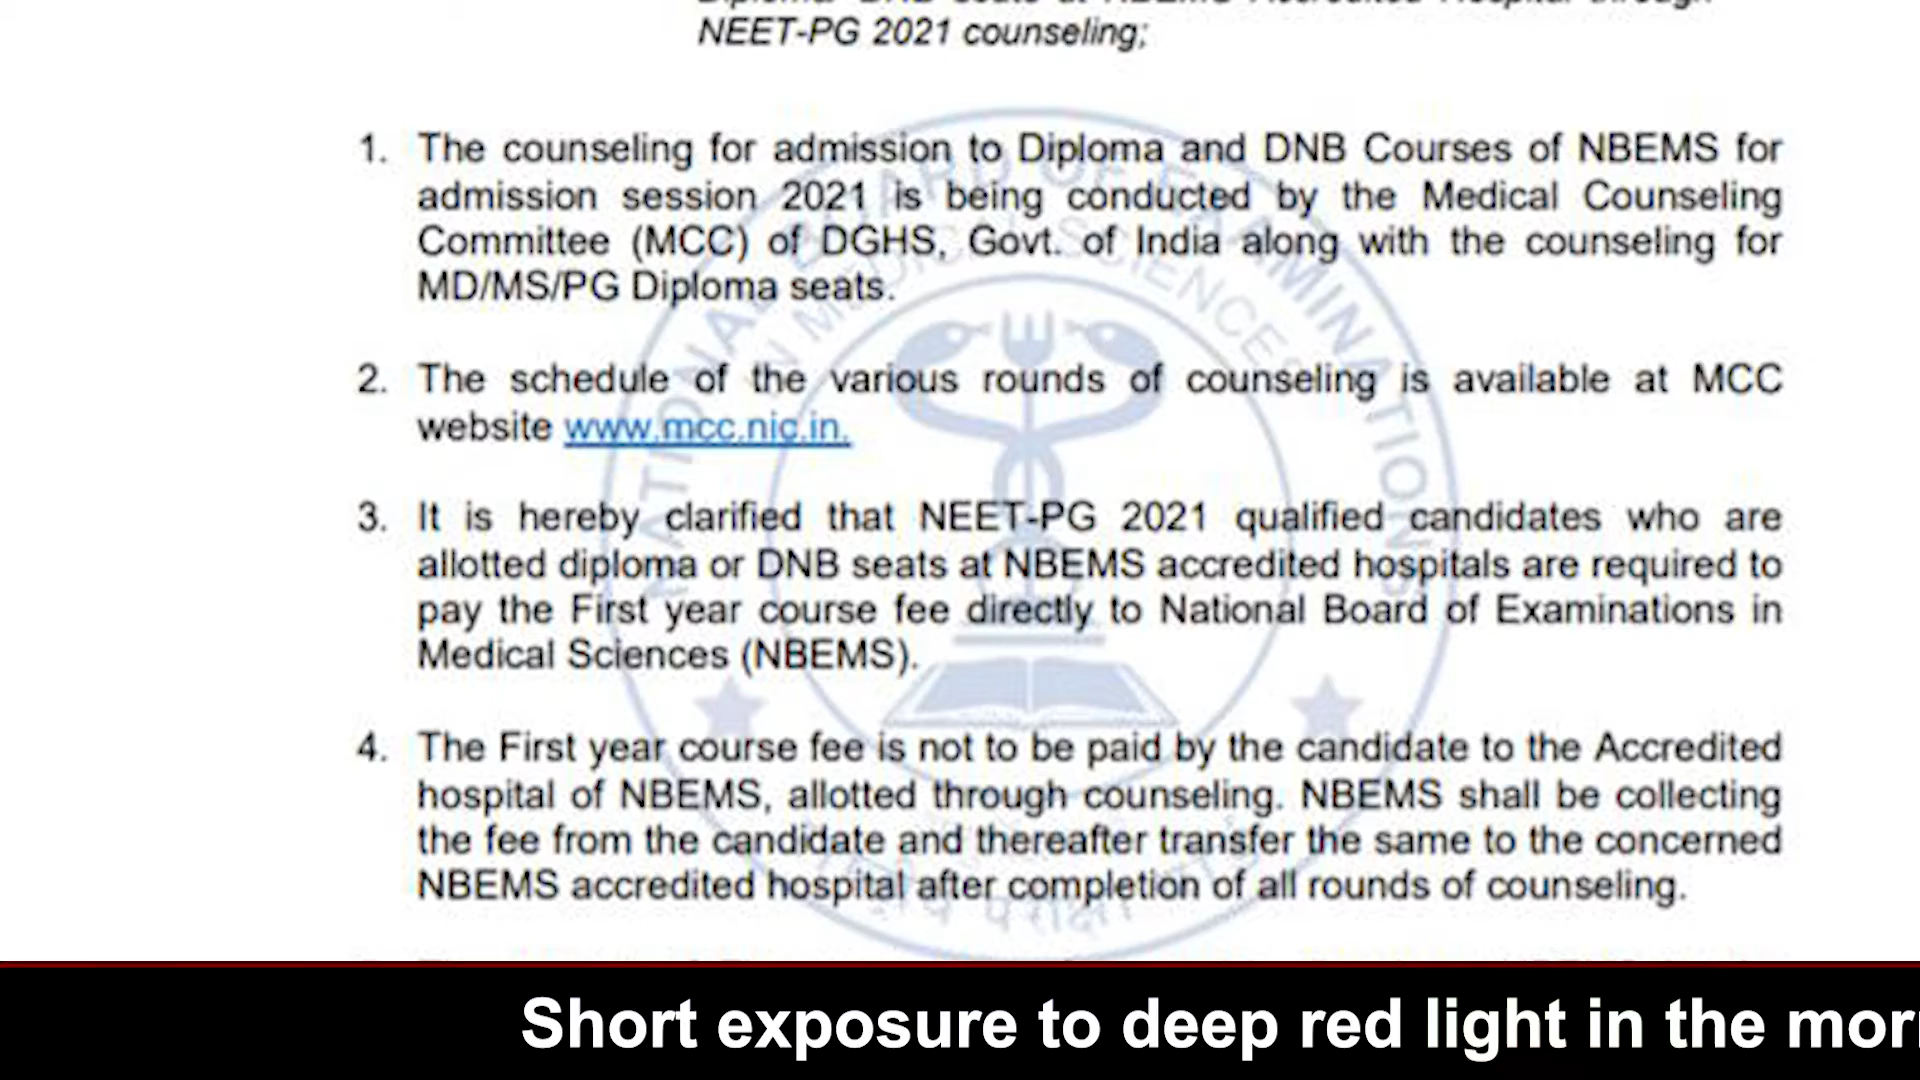 NEET-PG 2021 counseling;
1. The counseling for admission to Diploma and DNB Courses of NBEMS for
admission session 2021 is being conducted by the Medical Counseling
Committee (MCC) of DGHS, Govt. of India along with the counseling for
MD/MS/PG Diploma seats.
2. The schedule of the various rounds of counseling is available at MCC
website www.mcc.nic.in.
3. It is hereby clarified that NEET-PG 2021 qualified candidates who are
allotted diploma or DNB seats at NBEMS accredited hospitals are required to
pay the First year course fee directly to National Board of Examinations in
Medical Sciences (NBEMS).
4. The First year course fee is not to be paid by the candidate to the Accredited
hospital of NBEMS, allotted through counseling. NBEMS shall be collecting
the fee from the candidate and thereafter transfer the same to the concerned
NBEMS accredited hospital after completion of all rounds of counseling.
NATIONAL BOARD OF EXAMINATIONS
IN MEDICAL SCIENCES
Short exposure to deep red light in the mor